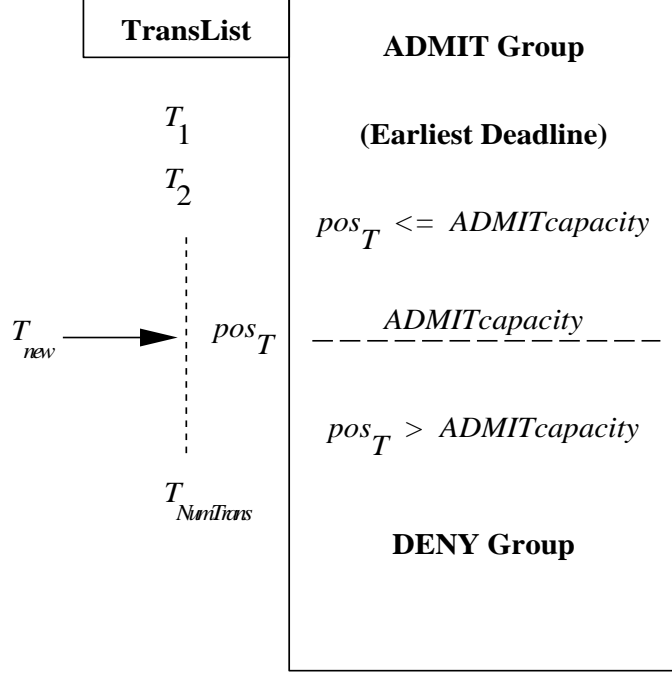 TransList
ADMIT Group
T1
(Earliest Deadline)
T2
posT <= ADMITcapacity
Tnew
posT
ADMITcapacity
posT > ADMITcapacity
TNumTrans
DENY Group